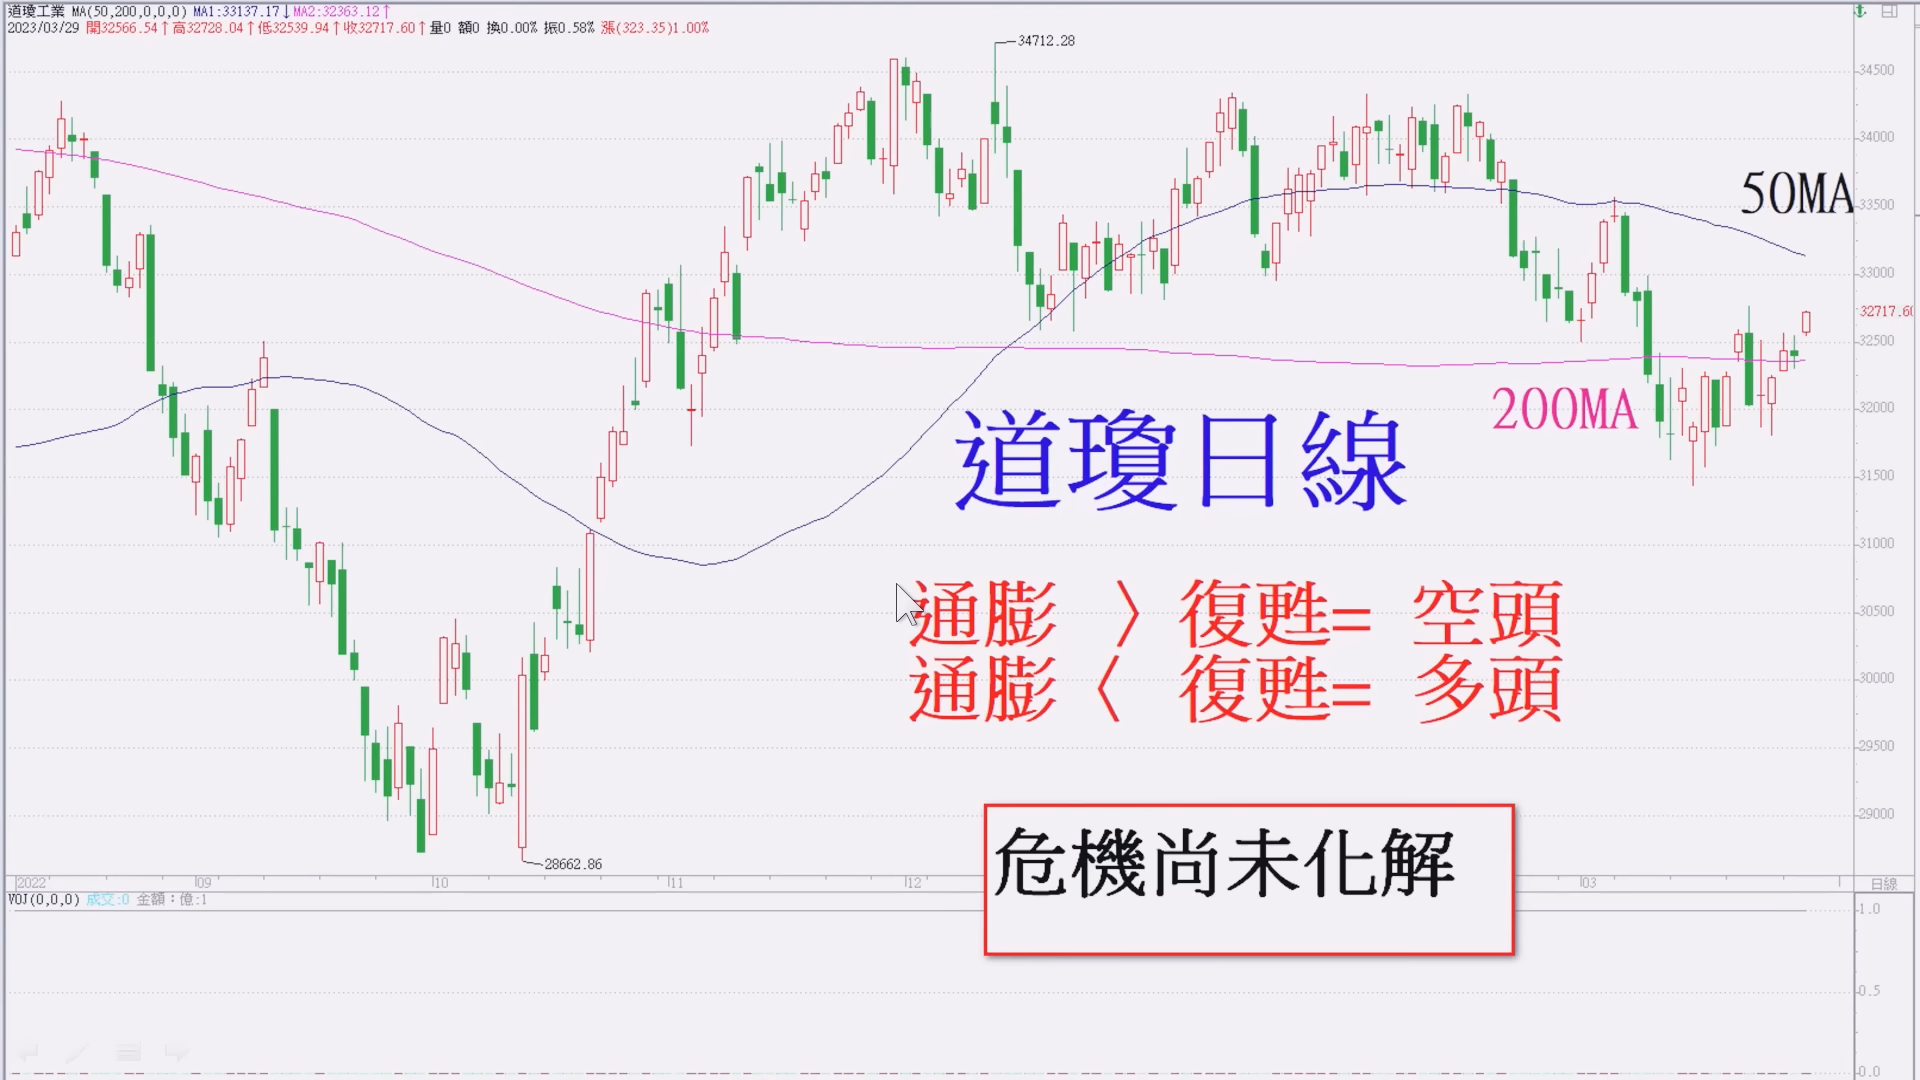 道瓊工業 MA(50,200,0,0,0) MA1:33137.17↓ MA2:32363.12↑
2023/03/29 開32566.54↑高32728.04↑低32539.94↑收32717.60↑量0 額0 換0.00% 振0.58% 漲(323.35)1.00%
34712.28
34500
34000
50MA
33500
33000
32717.60
32500
200MA
32000
道瓊日線
31500
31000
通膨 〉復甦= 空頭
30500
通膨〈 復甦= 多頭
30000
29500
29000
危機尚未化解
28662.86
2022 09 10 11 12 03 日線
VOJ(0,0,0) 成交:0 金額：億:1
1.0
0.5
0.0